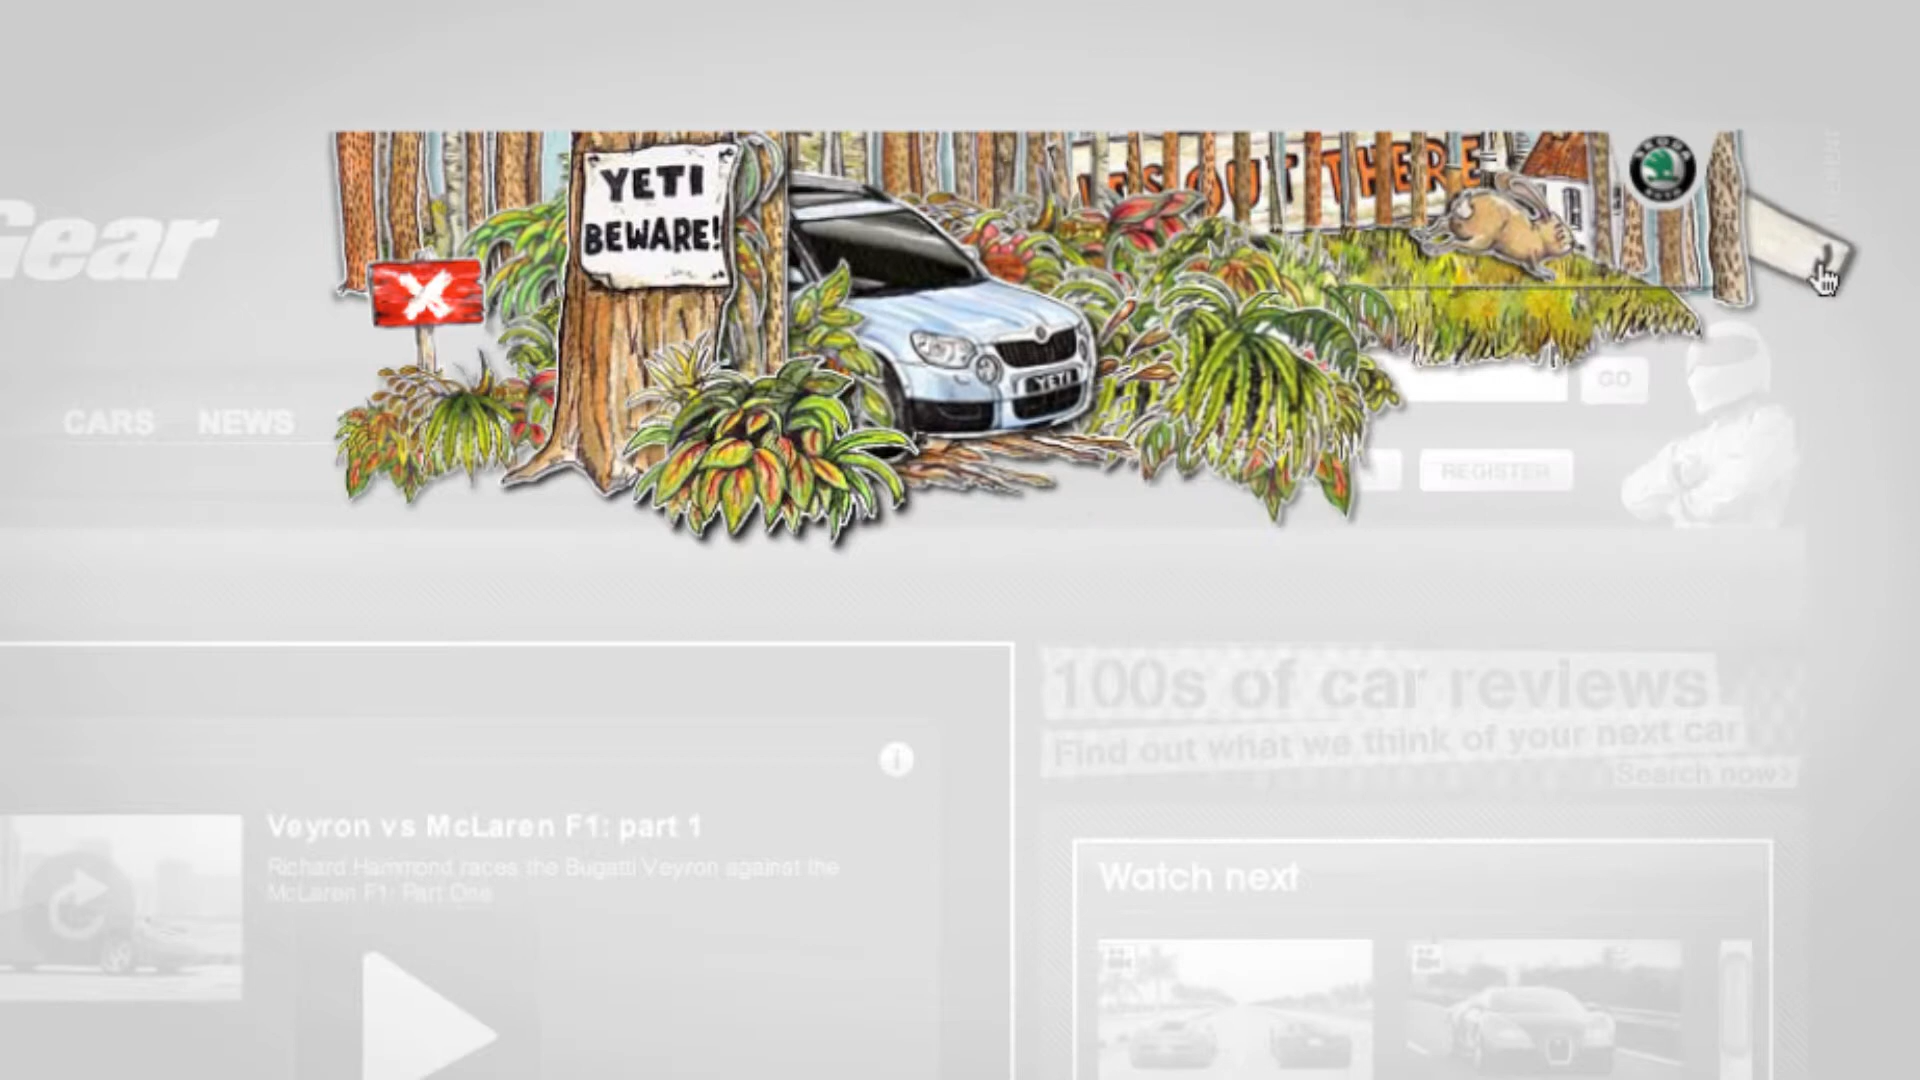 YETI
BEWARE!
IT'S OUT THERE
SKODA
Gear
YETI
GO
CARS
NEWS
REGISTER
100s of car reviews
Find out what we think of your next car
Search now
Veyron vs McLaren F1: part 1
Richard Hammond races the Bugatti Veyron against the
McLaren F1: Part One
Watch next